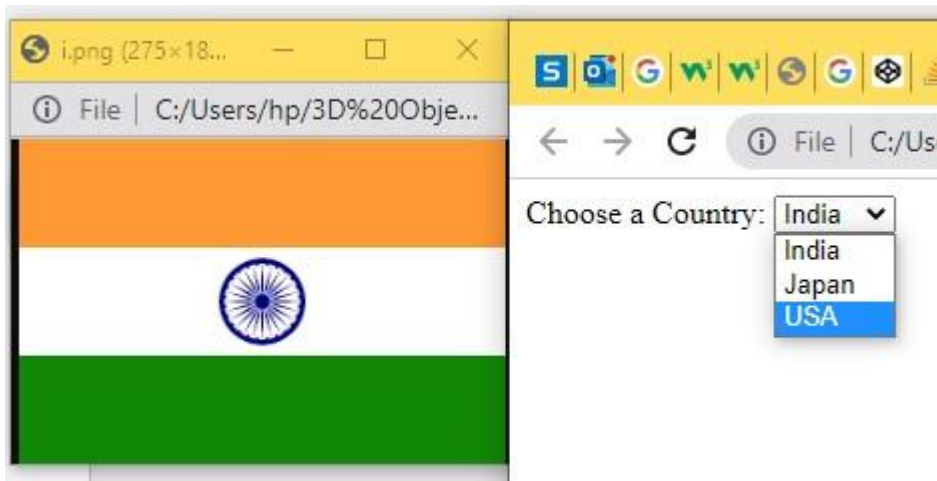 i.png (275×18...
File | C:/Users/hp/3D%20Obje...
File | C:/Us
Choose a Country: India
India
Japan
USA